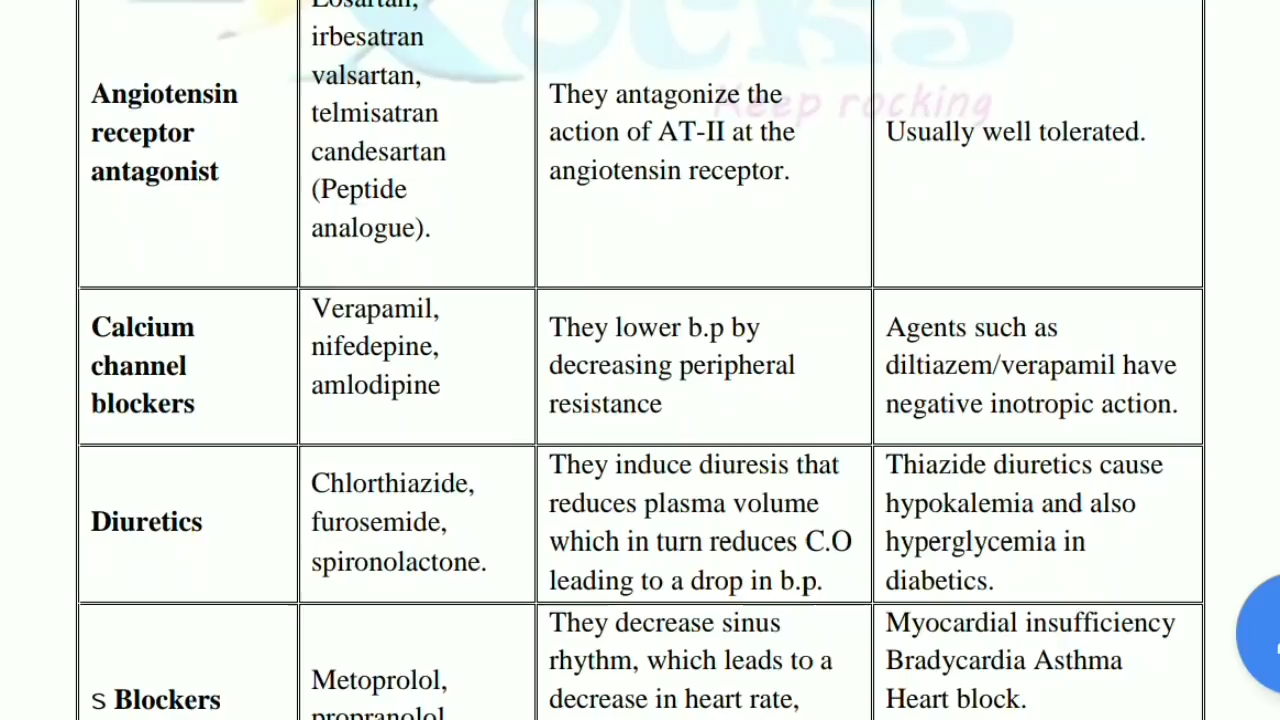 Losartan,
irbesatran
valsartan,
telmisatran
candesartan
(Peptide
analogue).
Angiotensin
receptor
antagonist
They antagonize the
action of AT-II at the
angiotensin receptor.
Usually well tolerated.
Rocks
Keep rocking
Calcium
channel
blockers
Verapamil,
nifedepine,
amlodipine
They lower b.p by
decreasing peripheral
resistance
Agents such as
diltiazem/verapamil have
negative inotropic action.
Diuretics
Chlorthiazide,
furosemide,
spironolactone.
They induce diuresis that
reduces plasma volume
which in turn reduces C.O
leading to a drop in b.p.
Thiazide diuretics cause
hypokalemia and also
hyperglycemia in
diabetics.
s Blockers
Metoprolol,
propranolol
They decrease sinus
rhythm, which leads to a
decrease in heart rate,
Myocardial insufficiency
Bradycardia Asthma
Heart block.